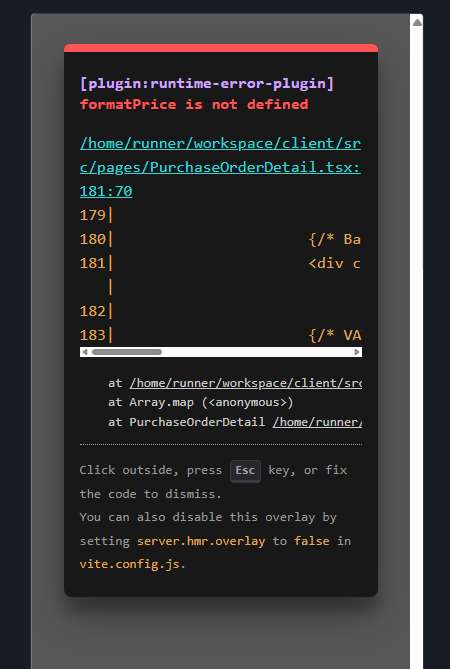 [plugin:runtime-error-plugin]
formatPrice is not defined
/home/runner/workspace/client/sr
c/pages/PurchaseOrderDetail.tsx:
181:70
179|
180| {/* Ba
181| <div c
|
182|
183| {/* VA
at /home/runner/workspace/client/src
at Array.map (<anonymous>)
at PurchaseOrderDetail /home/runner/
Click outside, press Esc key, or fix
the code to dismiss.
You can also disable this overlay by
setting server.hmr.overlay to false in
vite.config.js.